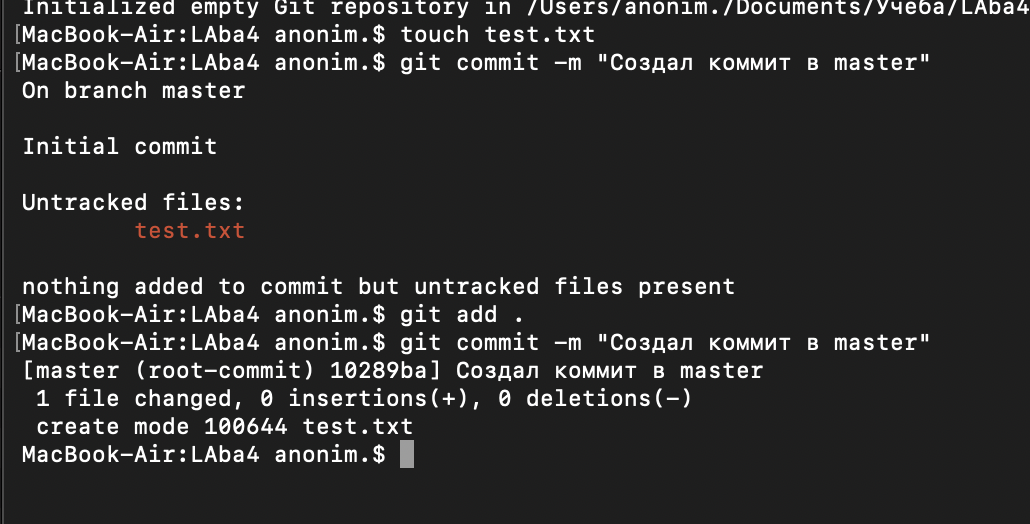 Initialized empty Git repository in /Users/anonim./Documents/Учеба/LAba4
[MacBook-Air:LAba4 anonim.$ touch test.txt
[MacBook-Air:LAba4 anonim.$ git commit -m "Создал коммит в master"
On branch master
Initial commit
Untracked files:
test.txt
nothing added to commit but untracked files present
[MacBook-Air:LAba4 anonim.$ git add .
[MacBook-Air:LAba4 anonim.$ git commit -m "Создал коммит в master"
[master (root-commit) 10289ba] Создал коммит в master
1 file changed, 0 insertions(+), 0 deletions(-)
create mode 100644 test.txt
MacBook-Air:LAba4 anonim.$